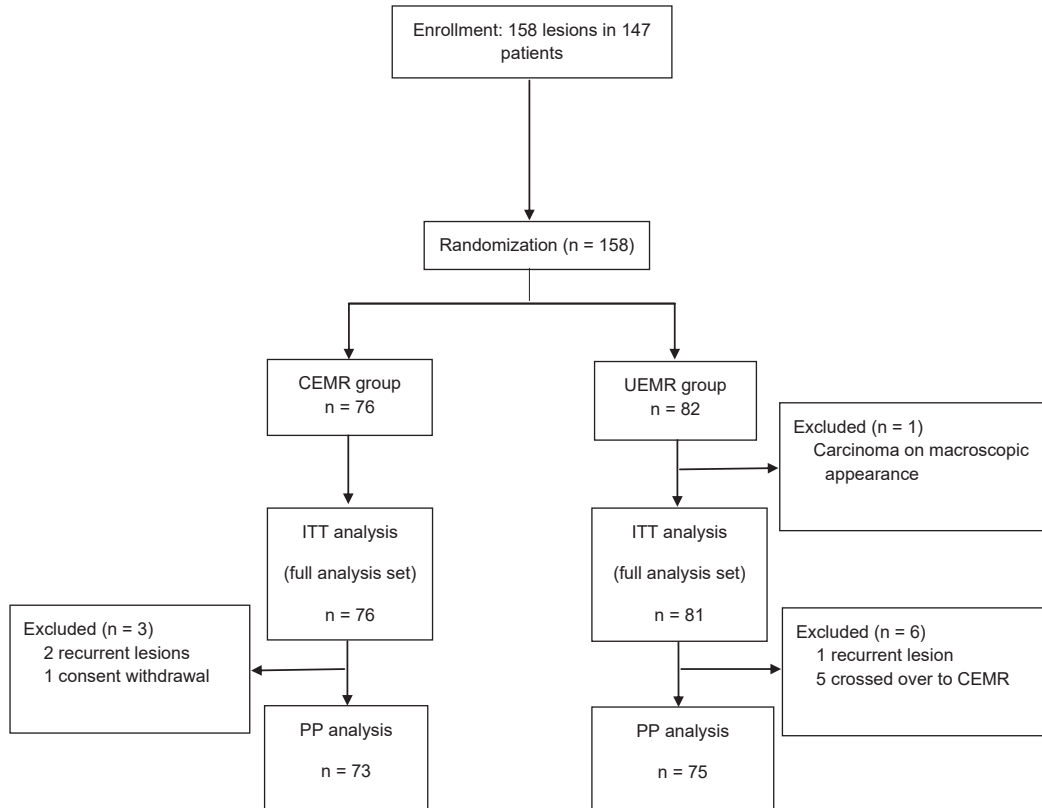 Enrollment: 158 lesions in 147
patients
Randomization (n = 158)
CEMR group
n = 76
UEMR group
n = 82
Excluded (n = 1)
Carcinoma on macroscopic
appearance
ITT analysis
(full analysis set)
n = 76
ITT analysis
(full analysis set)
n = 81
Excluded (n = 3)
2 recurrent lesions
1 consent withdrawal
Excluded (n = 6)
1 recurrent lesion
5 crossed over to CEMR
PP analysis
n = 73
PP analysis
n = 75